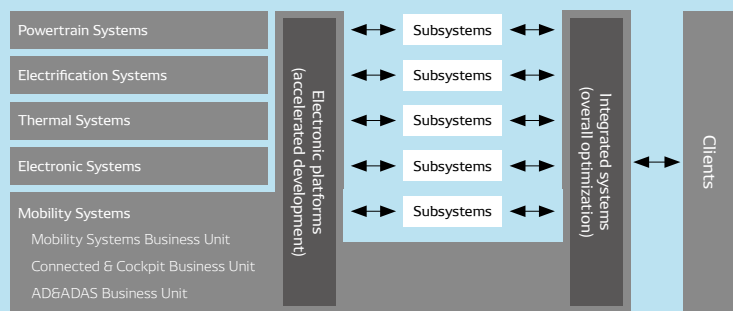 Powertrain Systems
Electrification Systems
Thermal Systems
Electronic Systems
Mobility Systems
Mobility Systems Business Unit
Connected & Cockpit Business Unit
AD&ADAS Business Unit
Electronic platforms
(accelerated development)
Subsystems
Subsystems
Subsystems
Subsystems
Subsystems
Integrated systems
(overall optimization)
Clients